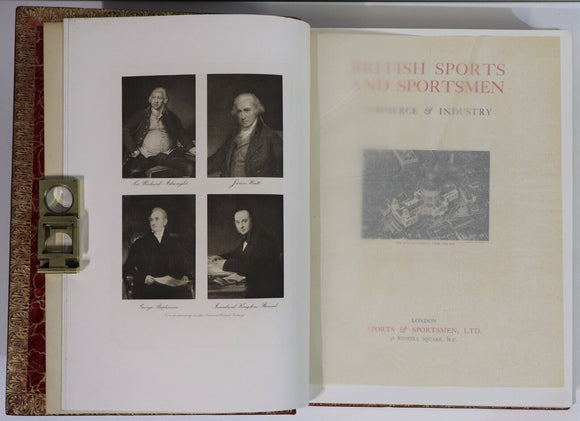 Sir Richard Arkwright
James Watt
George Stephenson
Isambard Kingdom Brunel
BRITISH SPORTS
AND SPORTSMEN
COMMERCE & INDUSTRY
LONDON
SPORTS & SPORTSMEN, LTD.
RUSSELL SQUARE, W.C.